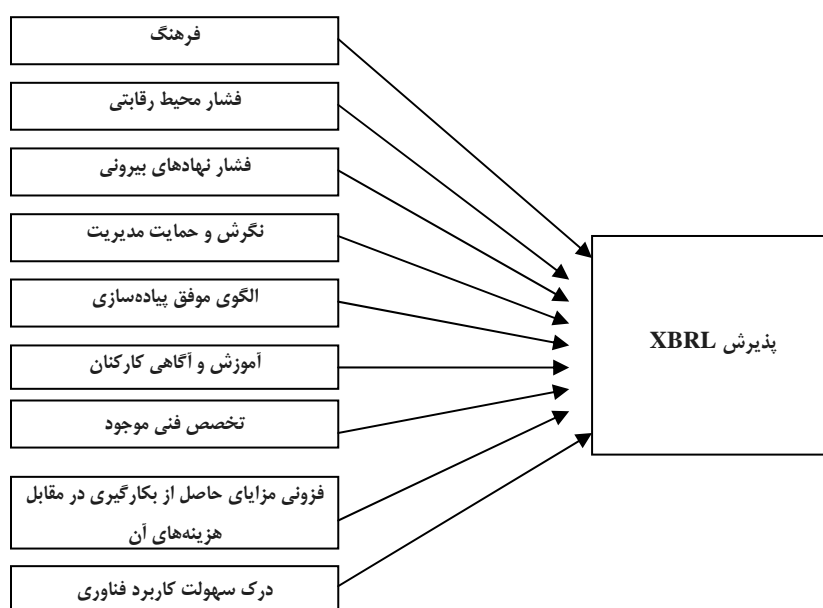 فرهنگ
فشار محیط رقابتی
فشار نهادهای بیرونی
نگرش و حمایت مدیریت
الگوی موفق پیاده‌سازی
آموزش و آگاهی کارکنان
تخصص فنی موجود
فزونی مزایای حاصل از بکارگیری در مقابل
هزینه‌های آن
درک سهولت کاربرد فناوری
پذیرش XBRL